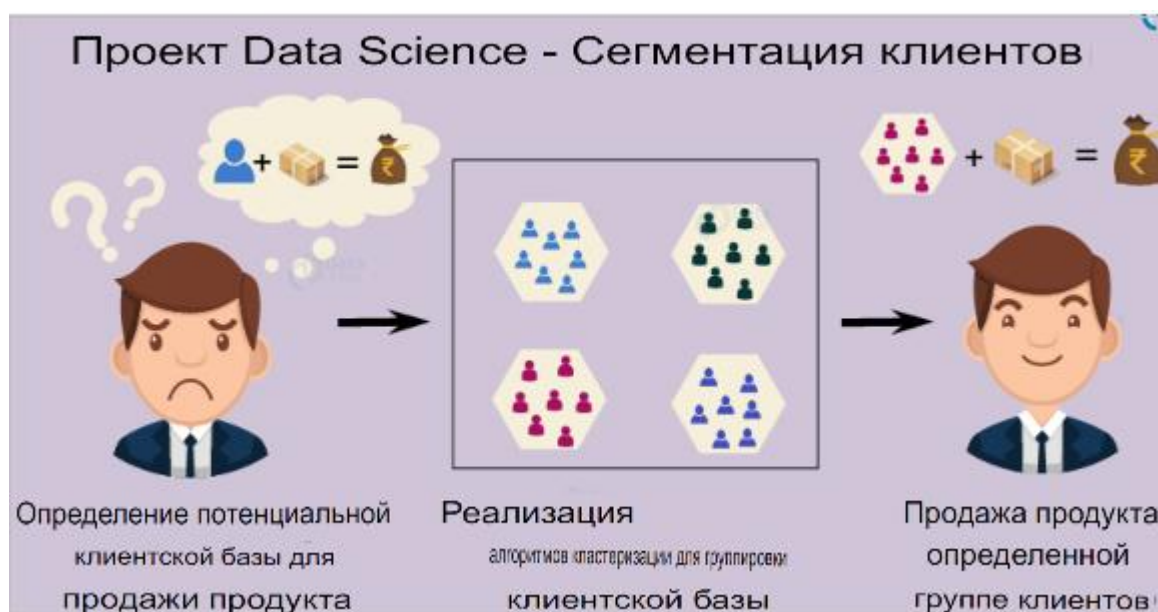 Проект Data Science - Сегментация клиентов
+ = ₹
+ = ₹
Определение потенциальной
клиентской базы для
продажи продукта
Реализация
алгоритмов кластеризации для группировки
клиентской базы
Продажа продукта
определенной
группе клиентов